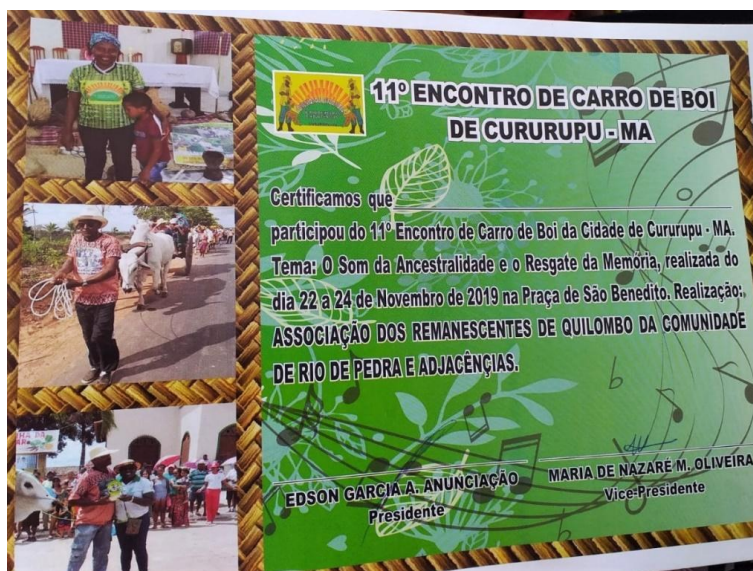 11º ENCONTRO DE CARRO DE BOI
DE CURURUPU - MA
Certificamos que
participou do 11º Encontro de Carro de Boi da Cidade de Cururupu - MA.
Tema: O Som da Ancestralidade e o Resgate da Memória, realizada do
dia 22 a 24 de Novembro de 2019 na Praça de São Benedito. Realização:
ASSOCIAÇÃO DOS REMANESCENTES DE QUILOMBO DA COMUNIDADE
DE RIO DE PEDRA E ADJACÊNÇIAS.
EDSON GARCIA A. ANUNCIAÇÃO
Presidente
MARIA DE NAZARÉ M. OLIVEIRA
Vice-Presidente